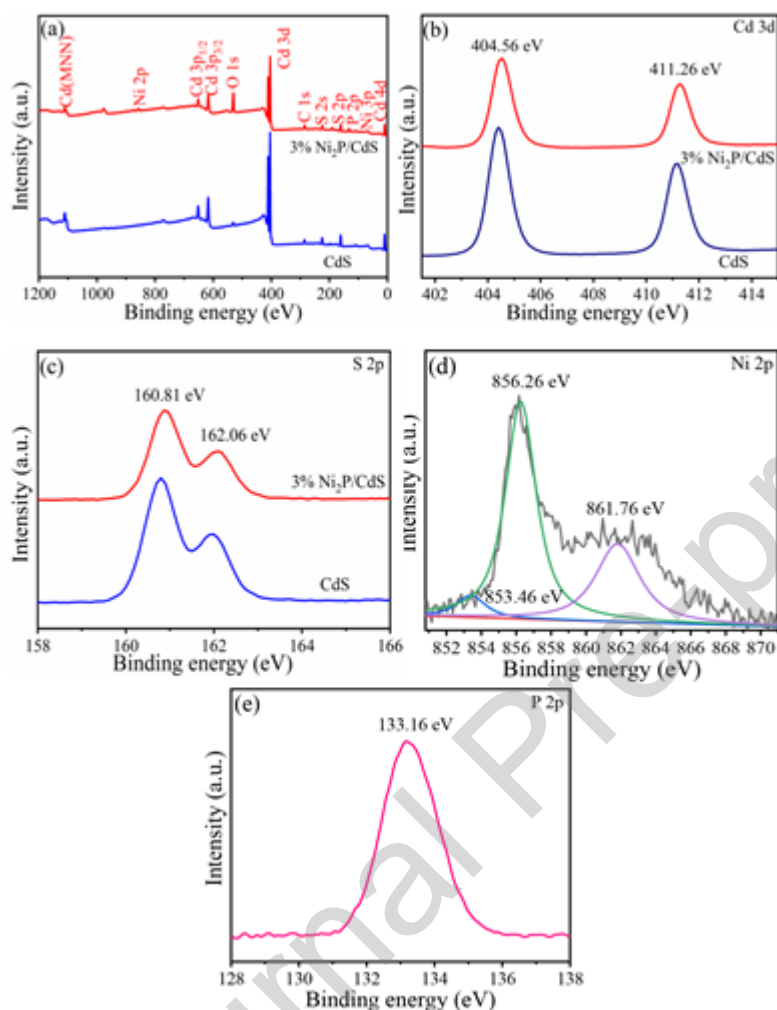 (a)
Cd(MNN)
Ni 2p
Cd 3p1/2
Cd 3p3/2
O 1s
Cd 3d
C 1s
S 2s
S 2p
P 2p
Ni 3p
Cd 4d
3% Ni2P/CdS
CdS
Intensity (a.u.)
1200 1000 800 600 400 200 0
Binding energy (eV)
(b) Cd 3d
404.56 eV
411.26 eV
3% Ni2P/CdS
CdS
Intensity (a.u.)
402 404 406 408 410 412 414
Binding energy (eV)
(c) S 2p
160.81 eV
162.06 eV
3% Ni2P/CdS
CdS
Intensity (a.u.)
158 160 162 164 166
Binding energy (eV)
(d) Ni 2p
856.26 eV
861.76 eV
853.46 eV
Intensity (a.u.)
852 854 856 858 860 862 864 866 868 870
Binding energy (eV)
(e) P 2p
133.16 eV
Intensity (a.u.)
128 130 132 134 136 138
Binding energy (eV)
rnal Pre-pr